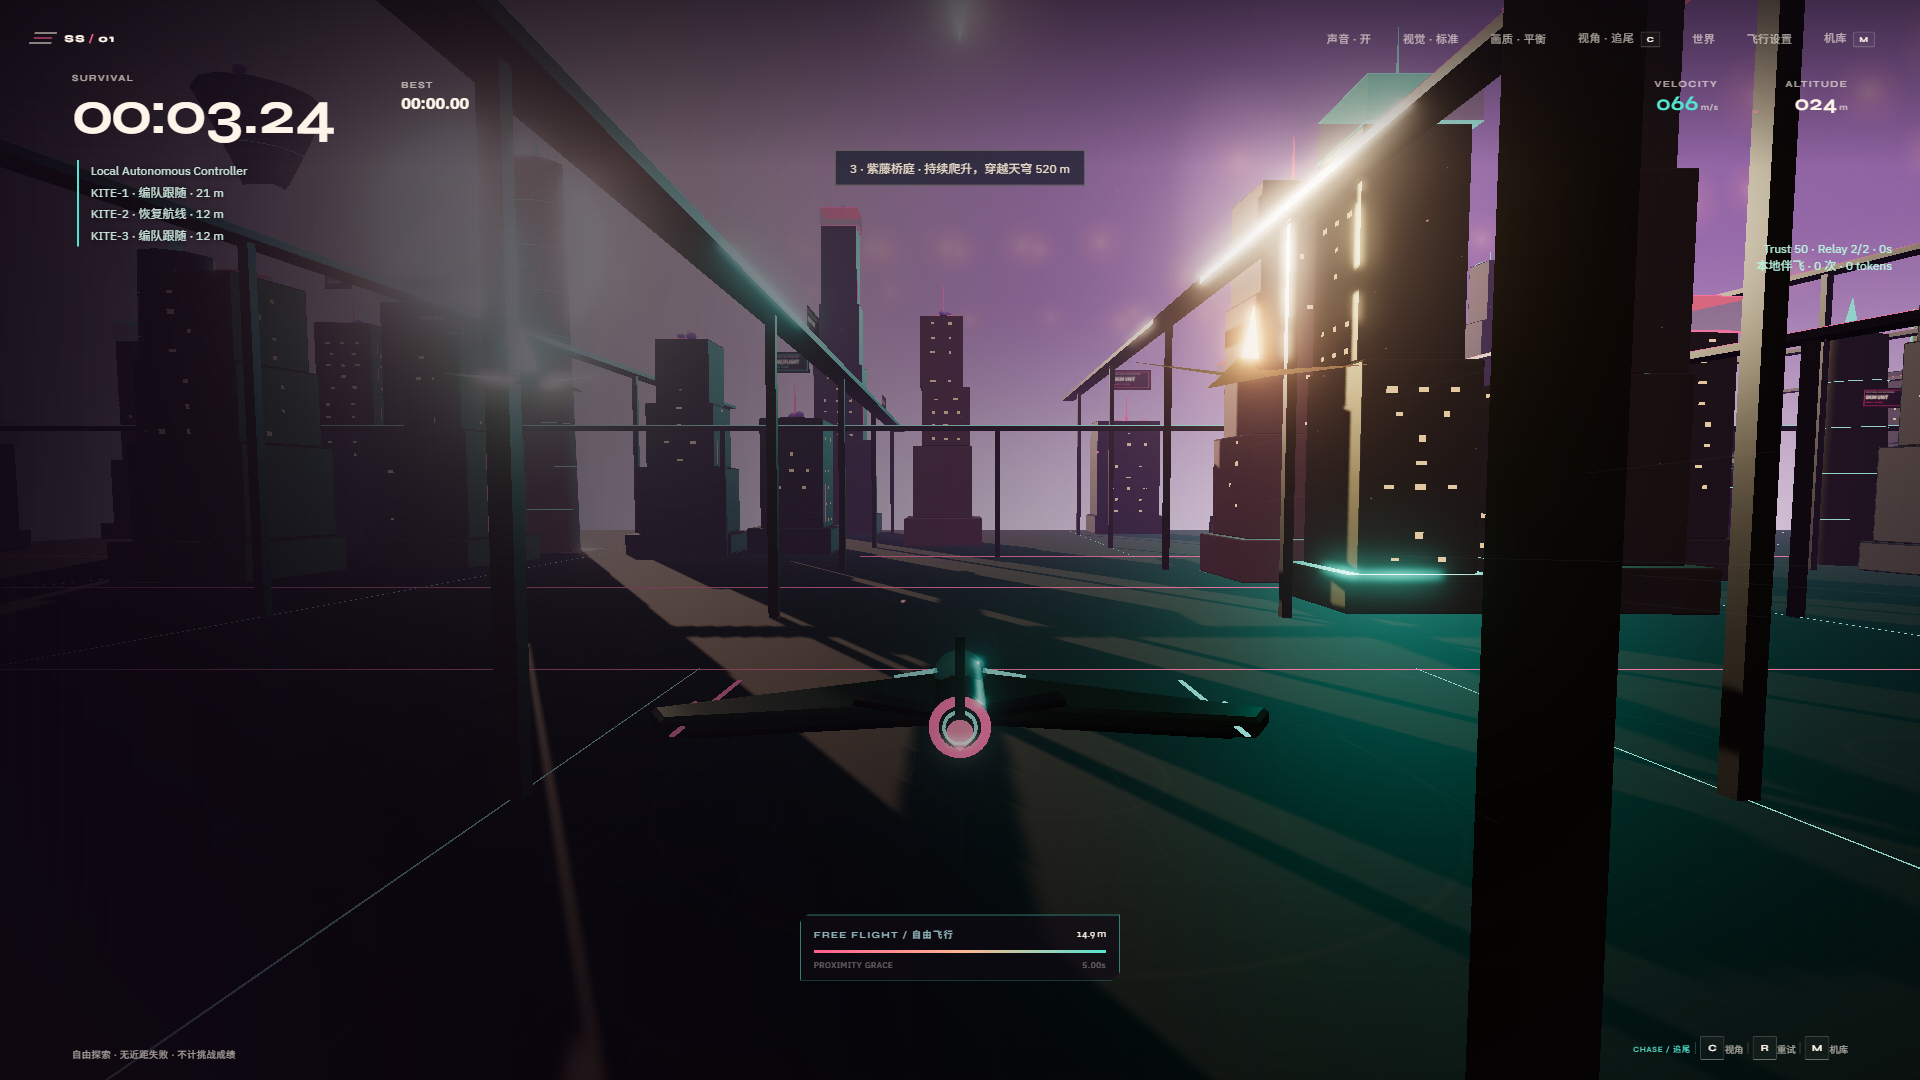 SS / 01
声音 · 开
视觉 · 标准
画质 · 平衡
视角 · 追尾 C
世界
飞行设置
机库 M
SURVIVAL
00:03.24
BEST
00:00.00
VELOCITY
066 m/s
ALTITUDE
024 m
Local Autonomous Controller
KITE-1 · 编队跟随 · 21 m
KITE-2 · 恢复航线 · 12 m
KITE-3 · 编队跟随 · 12 m
3 · 紫藤桥庭 · 持续爬升，穿越天穹 520 m
Trust 50 · Relay 2/2 · 0s
本地伴飞 · 0 次 · 0 tokens
FREE FLIGHT / 自由飞行
14.9 m
PROXIMITY GRACE
5.00s
自由探索 · 无近距失败 · 不计挑战成绩
CHASE / 追尾
C 视角
R 重试
M 机库